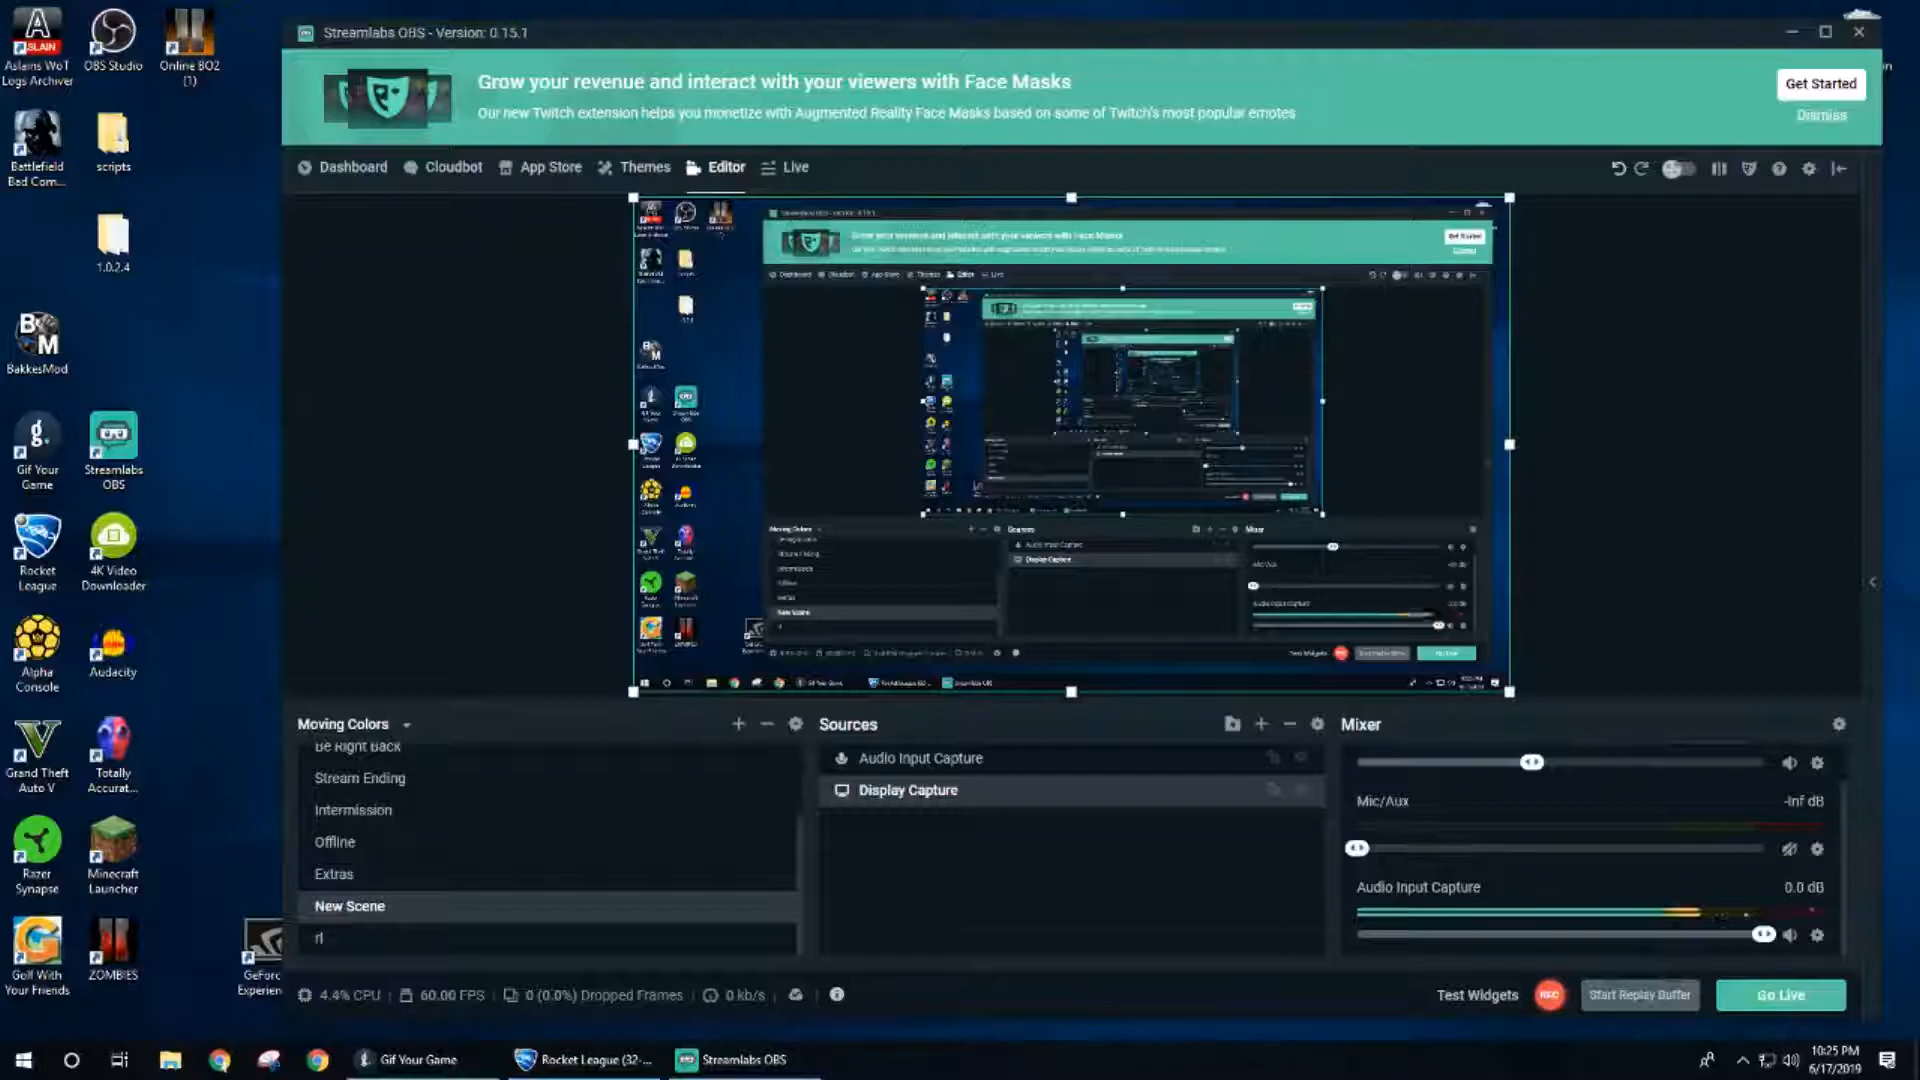 Aslains WoT
Logs Archiver
OBS Studio
Online BO2
(1)
Battlefield
Bad Com...
scripts
1.0.2.4
BakkesMod
Gif Your
Game
Streamlabs
OBS
Rocket
League
4K Video
Downloader
Alpha
Console
Audacity
Grand Theft
Auto V
Totally
Accurat...
Razer
Synapse
Minecraft
Launcher
Golf With
Your Friends
ZOMBIES
GeForc
Experien
Streamlabs OBS - Version: 0.15.1
Grow your revenue and interact with your viewers with Face Masks
Our new Twitch extension helps you monetize with Augmented Reality Face Masks based on some of Twitch's most popular emotes
Get Started
Dismiss
Dashboard
Cloudbot
App Store
Themes
Editor
Live
Moving Colors
Be Right Back
Stream Ending
Intermission
Offline
Extras
New Scene
rl
Sources
Audio Input Capture
Display Capture
Mixer
Mic/Aux
-Inf dB
Audio Input Capture
0.0 dB
4.4% CPU
60.00 FPS
0 (0.0%) Dropped Frames
0 kb/s
Test Widgets
REC
Start Replay Buffer
Go Live
Gif Your Game
Rocket League (32-...
Streamlabs OBS
10:25 PM
6/17/2019